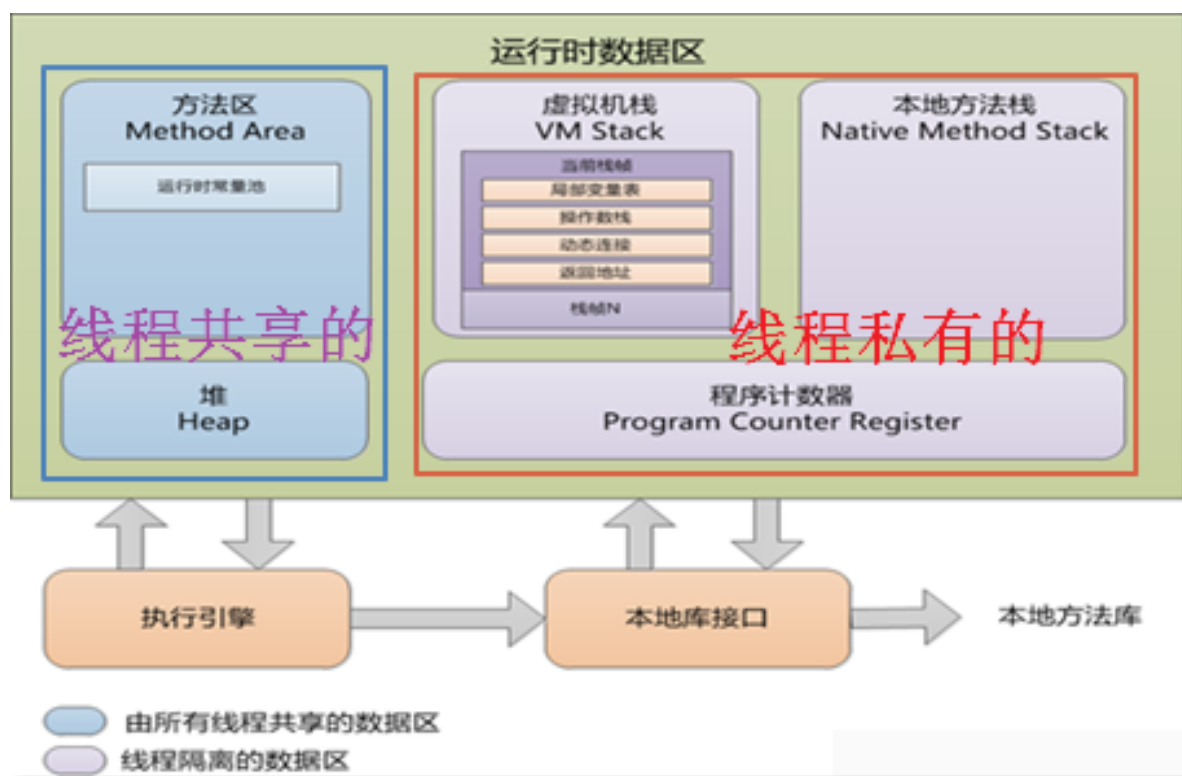 运行时数据区
方法区
Method Area
运行时常量池
线程共享的
堆
Heap
虚拟机栈
VM Stack
当前栈帧
局部变量表
操作数栈
动态连接
返回地址
栈帧N
本地方法栈
Native Method Stack
线程私有的
程序计数器
Program Counter Register
执行引擎
本地库接口
本地方法库
由所有线程共享的数据区
线程隔离的数据区